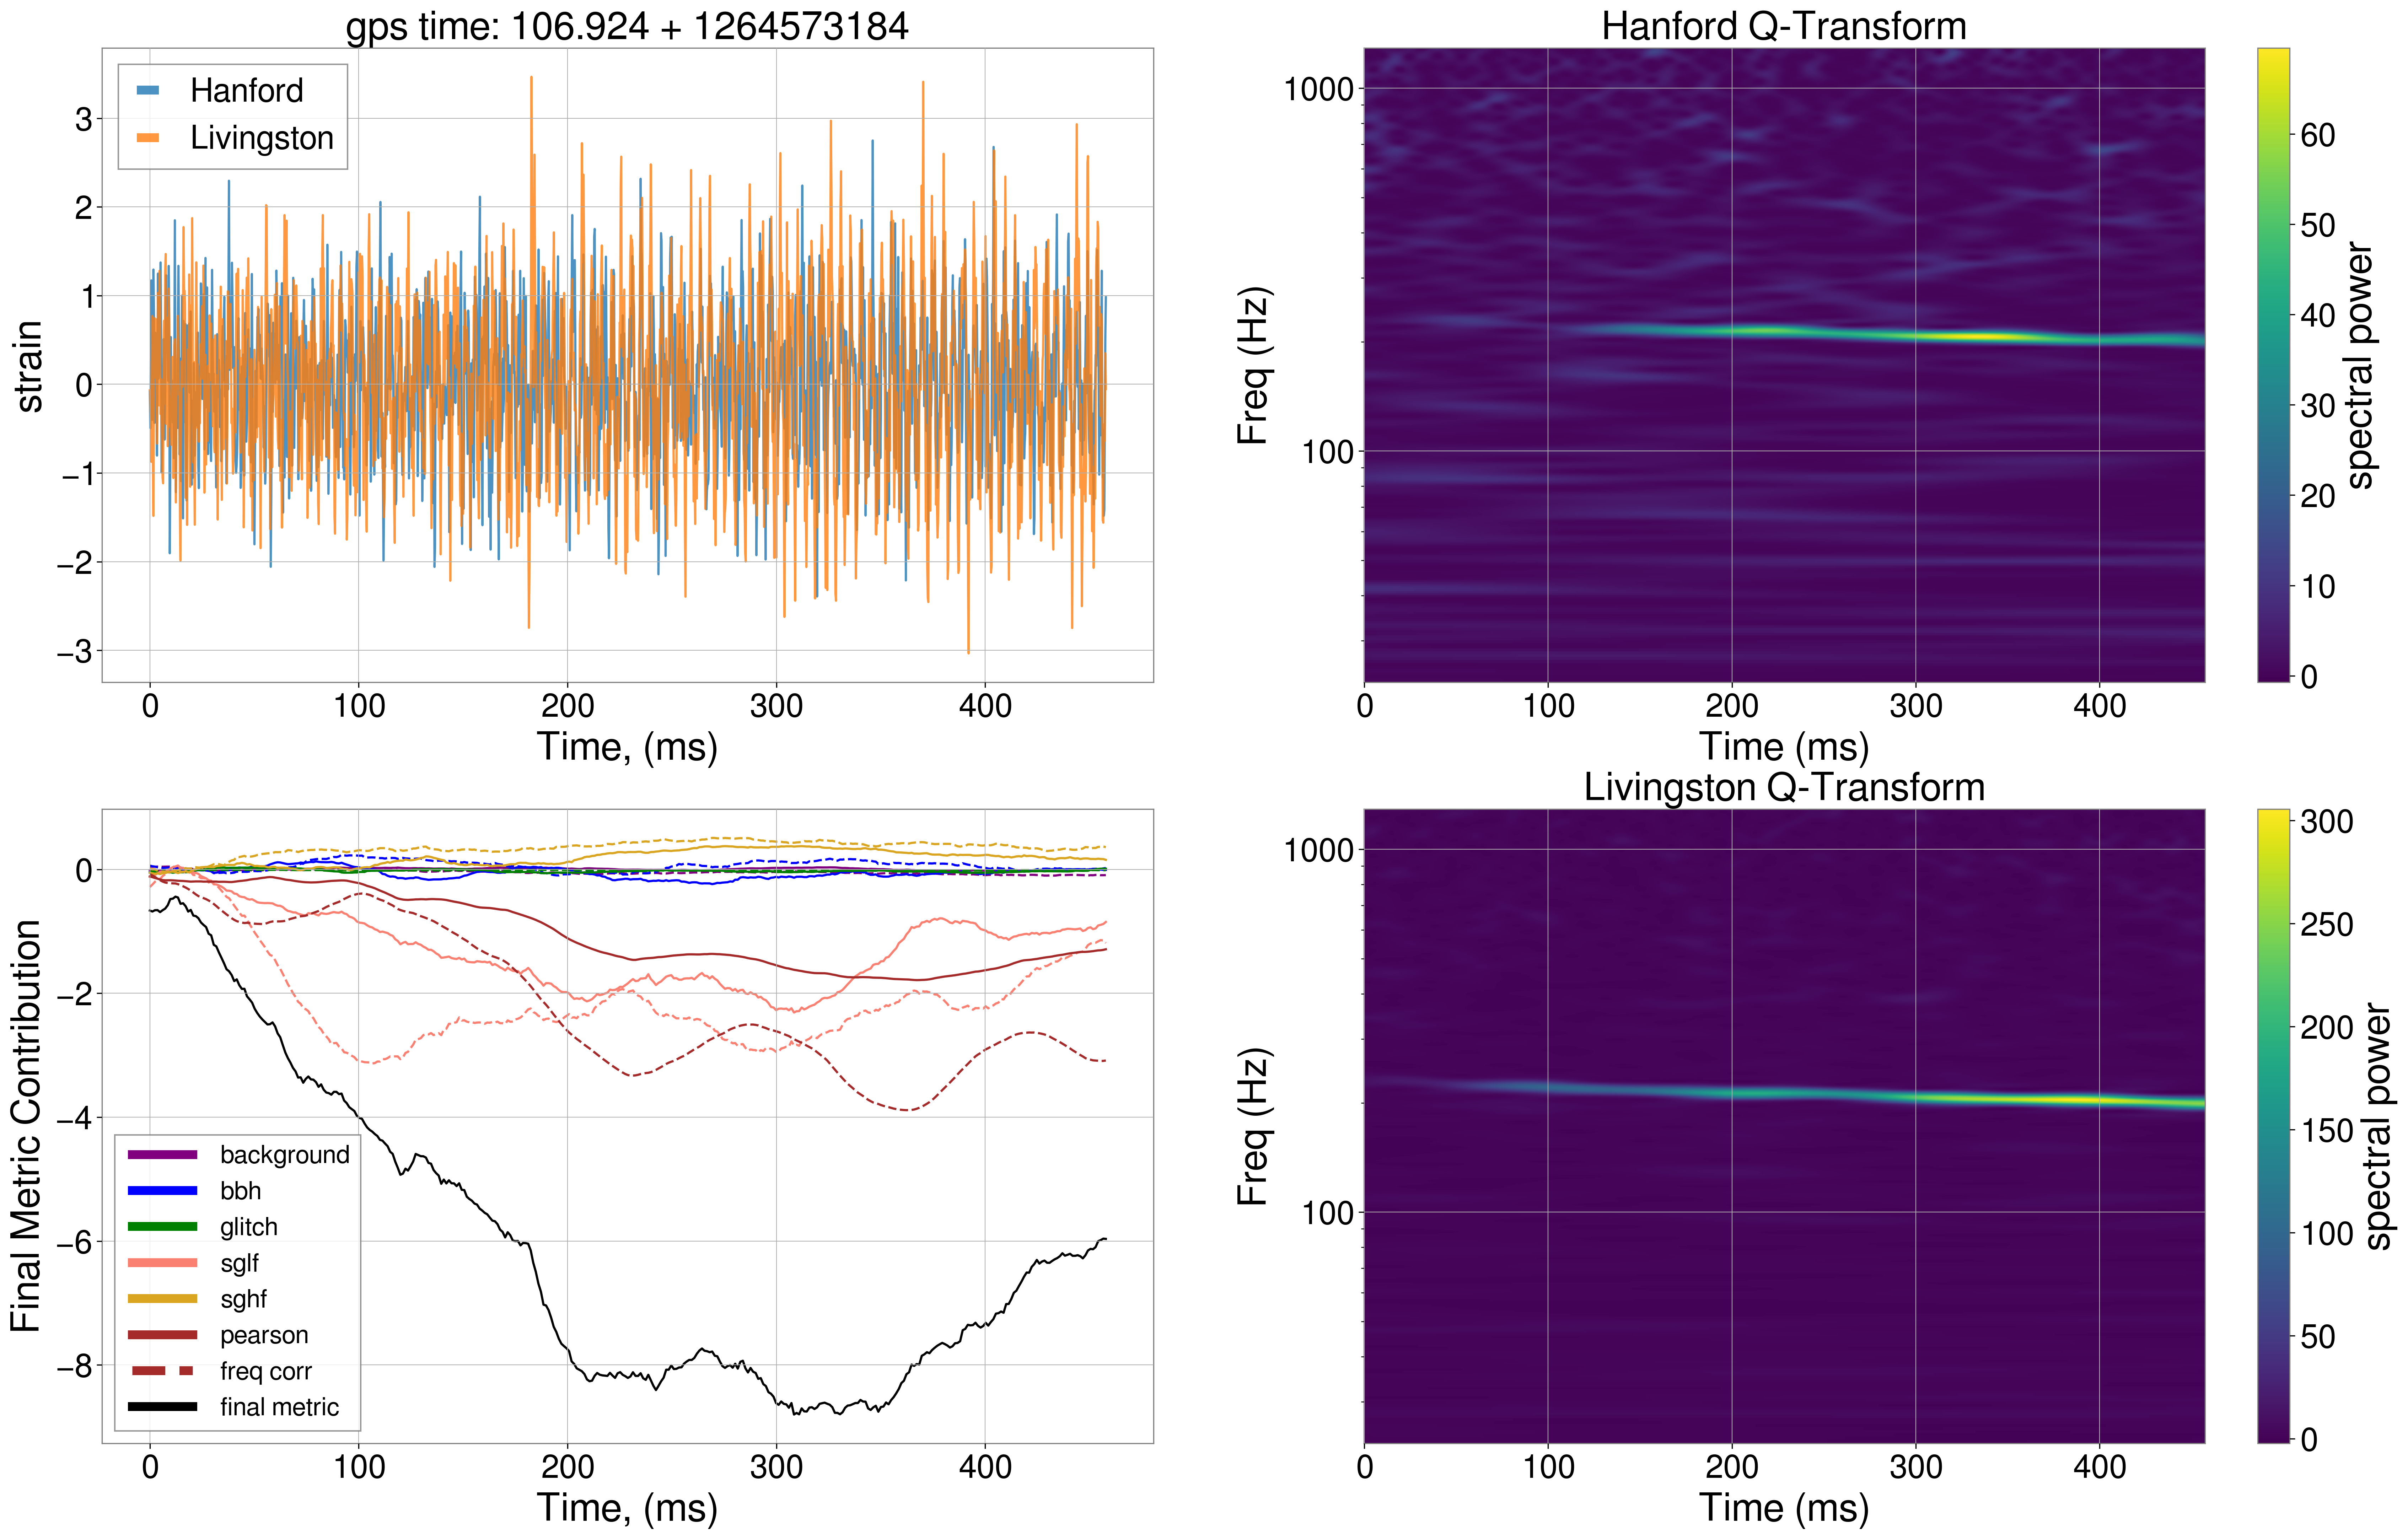 gps time: 106.924 + 1264573184
Hanford
Livingston
strain
3
2
1
0
−1
−2
−3
0 100 200 300 400
Time, (ms)
Hanford Q-Transform
Freq (Hz)
1000
100
0 100 200 300 400
Time (ms)
60
50
40
30
20
10
0
spectral power
Final Metric Contribution
0
−2
−4
−6
−8
background
bbh
glitch
sglf
sghf
pearson
freq corr
final metric
0 100 200 300 400
Time, (ms)
Livingston Q-Transform
Freq (Hz)
1000
100
0 100 200 300 400
Time (ms)
300
250
200
150
100
50
0
spectral power